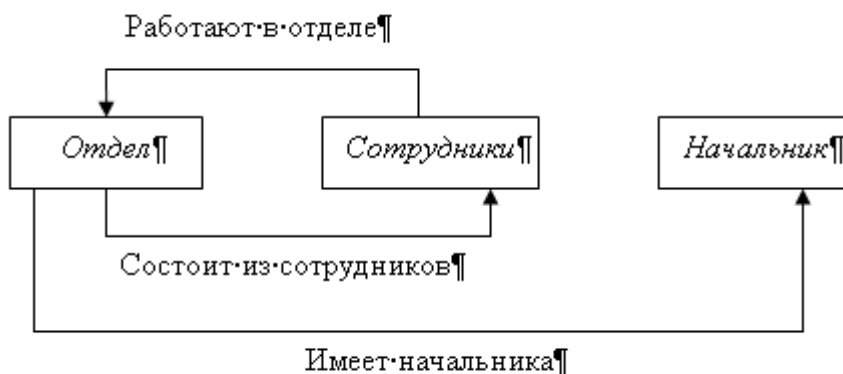 Работают·в·отделе¶
Отдел¶
Сотрудники¶
Начальник¶
Состоит·из·сотрудников¶
Имеет·начальника¶